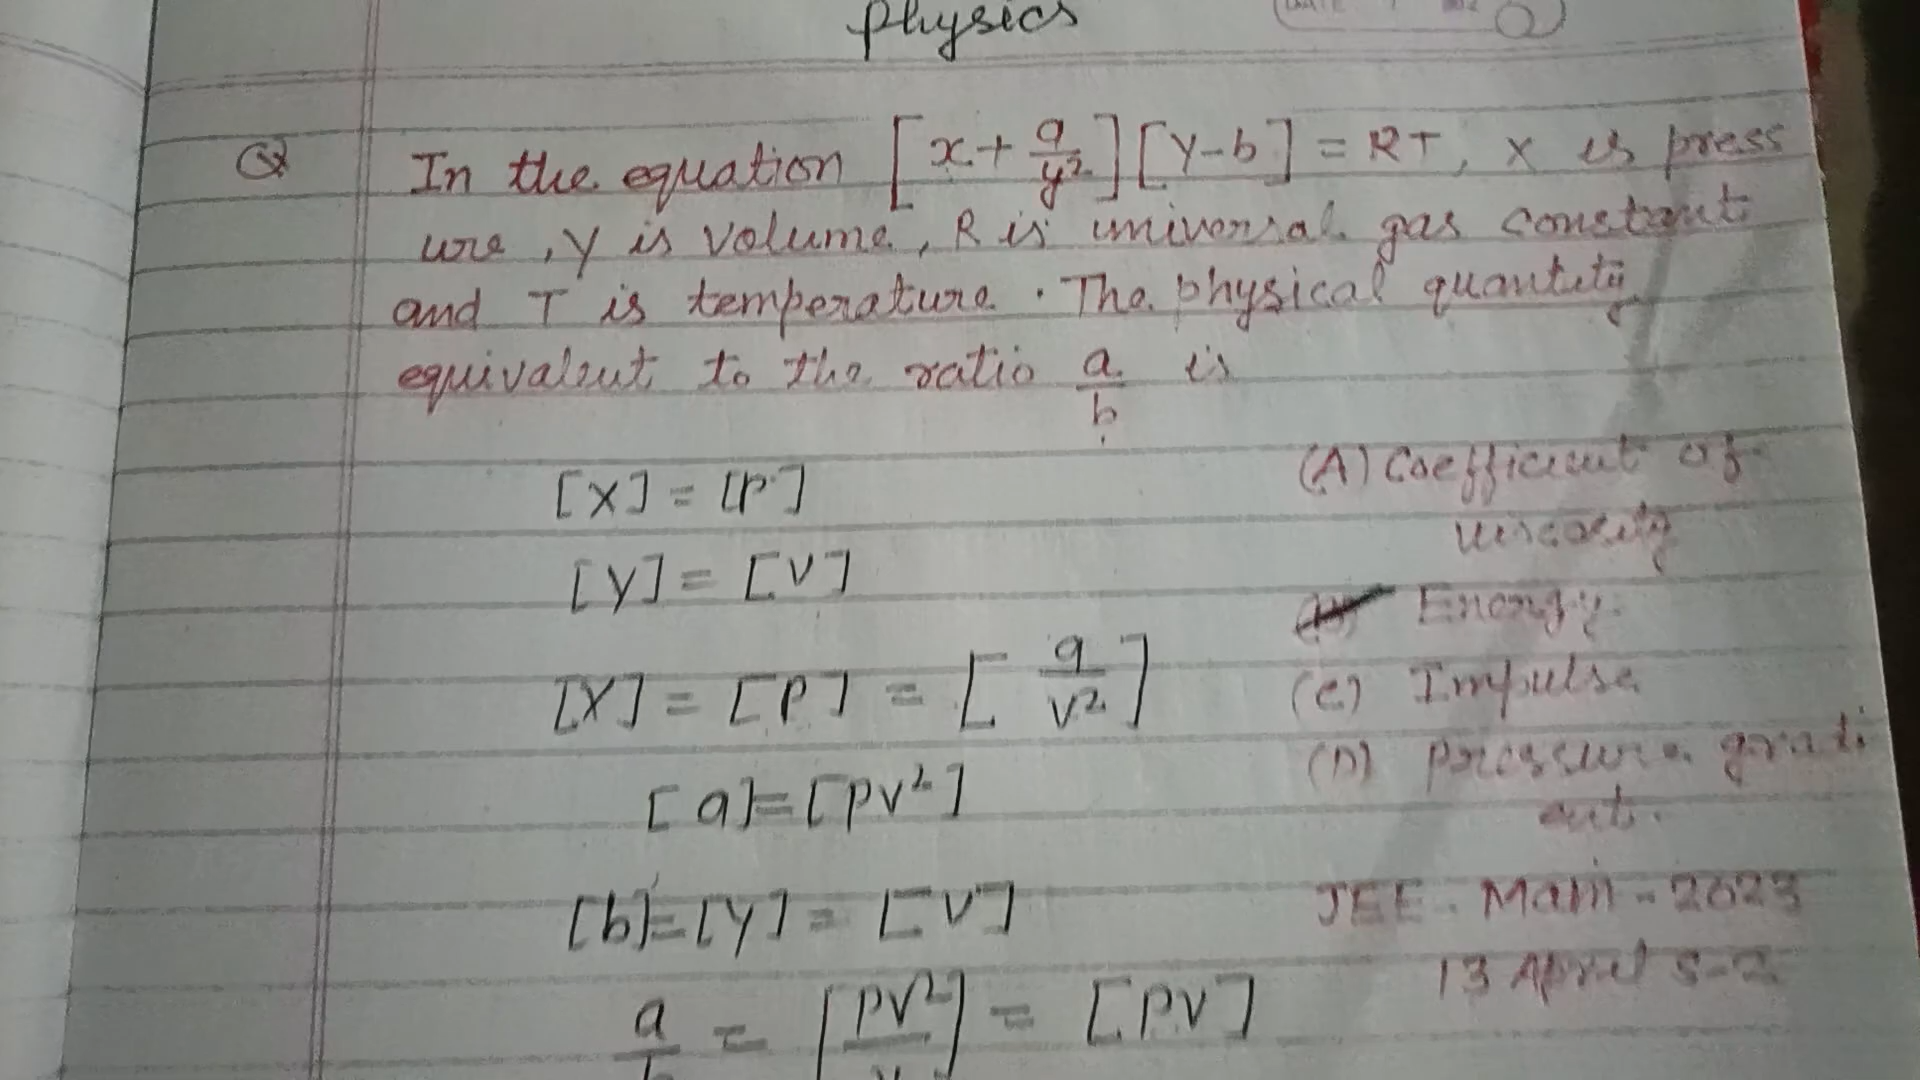 physics
Q In the equation [x + a/y²] [Y-b] = RT, X is press
ure, Y is volume, R is universal gas constant
and T is temperature. The physical quantity
equivalent to the ratio a/b is
[X] = [P]
(A) Coefficient of
viscosity
[Y] = [V]
Energy.
[X] = [P] = [a/V²]
(C) Impulse
(D) pressure gradi
ent.
[a] = [PV²]
[b] = [Y] = [V]
JEE - Main - 2023
13 April S-2
a/b = [PV²/V] = [PV]